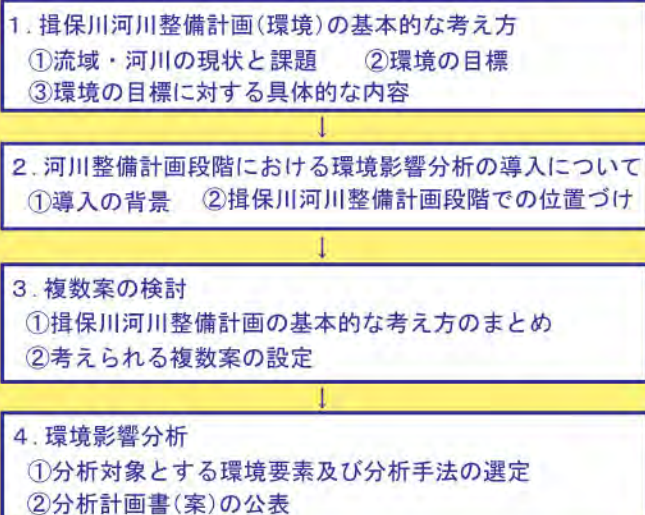 1．揖保川河川整備計画(環境)の基本的な考え方
①流域・河川の現状と課題　②環境の目標
③環境の目標に対する具体的な内容
↓
2．河川整備計画段階における環境影響分析の導入について
①導入の背景　②揖保川河川整備計画段階での位置づけ
↓
3．複数案の検討
①揖保川河川整備計画の基本的な考え方のまとめ
②考えられる複数案の設定
↓
4．環境影響分析
①分析対象とする環境要素及び分析手法の選定
②分析計画書(案)の公表